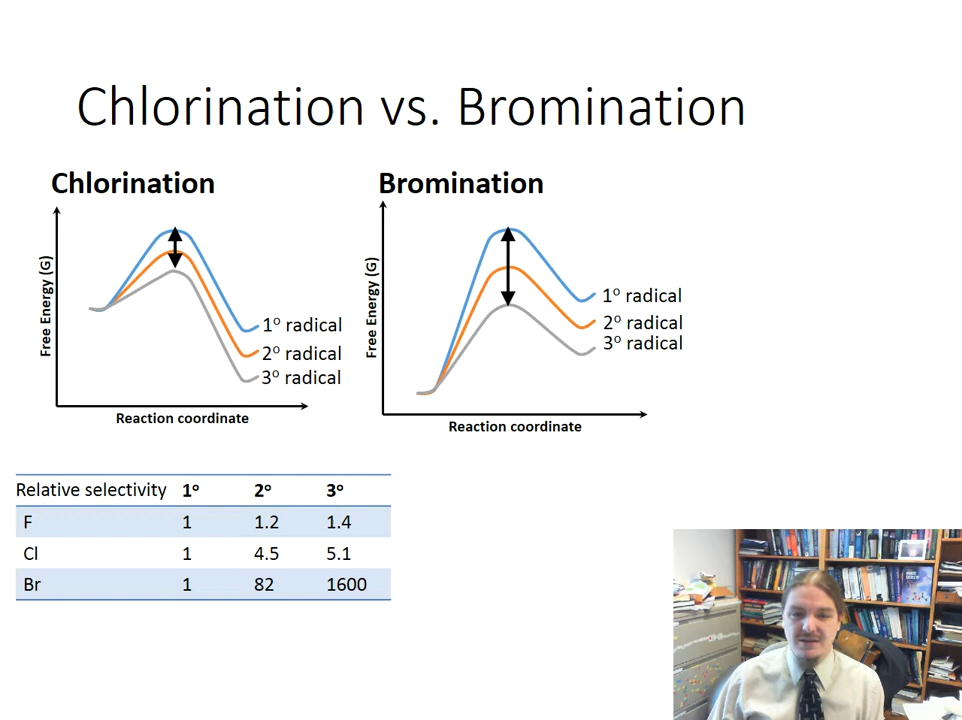 Chlorination vs. Bromination
Chlorination
Free Energy (G)
1º radical
2º radical
3º radical
Reaction coordinate
Bromination
Free Energy (G)
1º radical
2º radical
3º radical
Reaction coordinate
Relative selectivity 1º 2º 3º
F 1 1.2 1.4
Cl 1 4.5 5.1
Br 1 82 1600